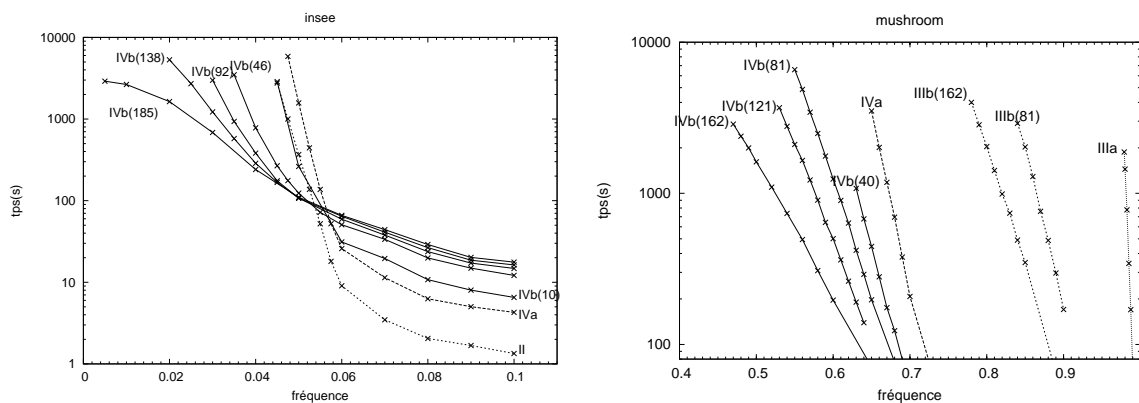 insee
10000
1000
100
10
1
tps(s)
IVb(138)
IVb(92)
IVb(46)
IVb(185)
IVb(10)
IVa
II
0 0.02 0.04 0.06 0.08 0.1
fréquence
mushroom
10000
1000
100
tps(s)
IVb(81)
IVb(121)
IVb(162)
IVb(40)
IVa
IIIb(162)
IIIb(81)
IIIa
0.4 0.5 0.6 0.7 0.8 0.9
fréquence